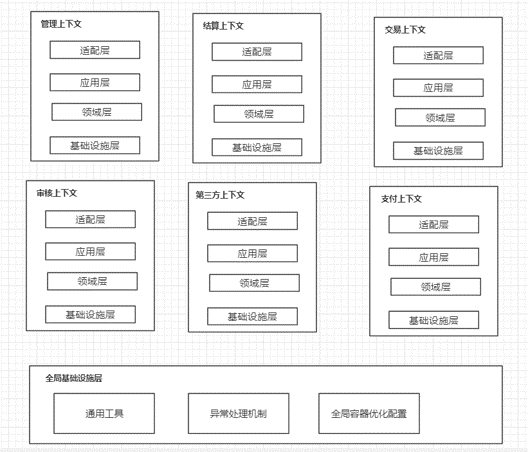 管理上下文
适配层
应用层
领域层
基础设施层
结算上下文
适配层
应用层
领域层
基础设施层
交易上下文
适配层
应用层
领域层
基础设施层
审核上下文
适配层
应用层
领域层
基础设施层
第三方上下文
适配层
应用层
领域层
基础设施层
支付上下文
适配层
应用层
领域层
基础设施层
全局基础设施层
通用工具
异常处理机制
全局容器优化配置